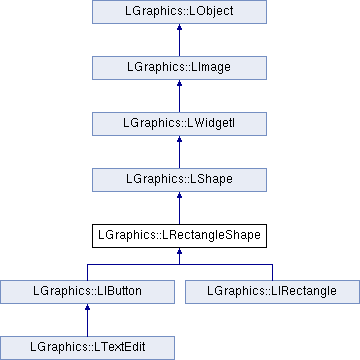 LGraphics::LObject
LGraphics::LImage
LGraphics::LWidgetI
LGraphics::LShape
LGraphics::LRectangleShape
LGraphics::LIButton
LGraphics::LIRectangle
LGraphics::LTextEdit